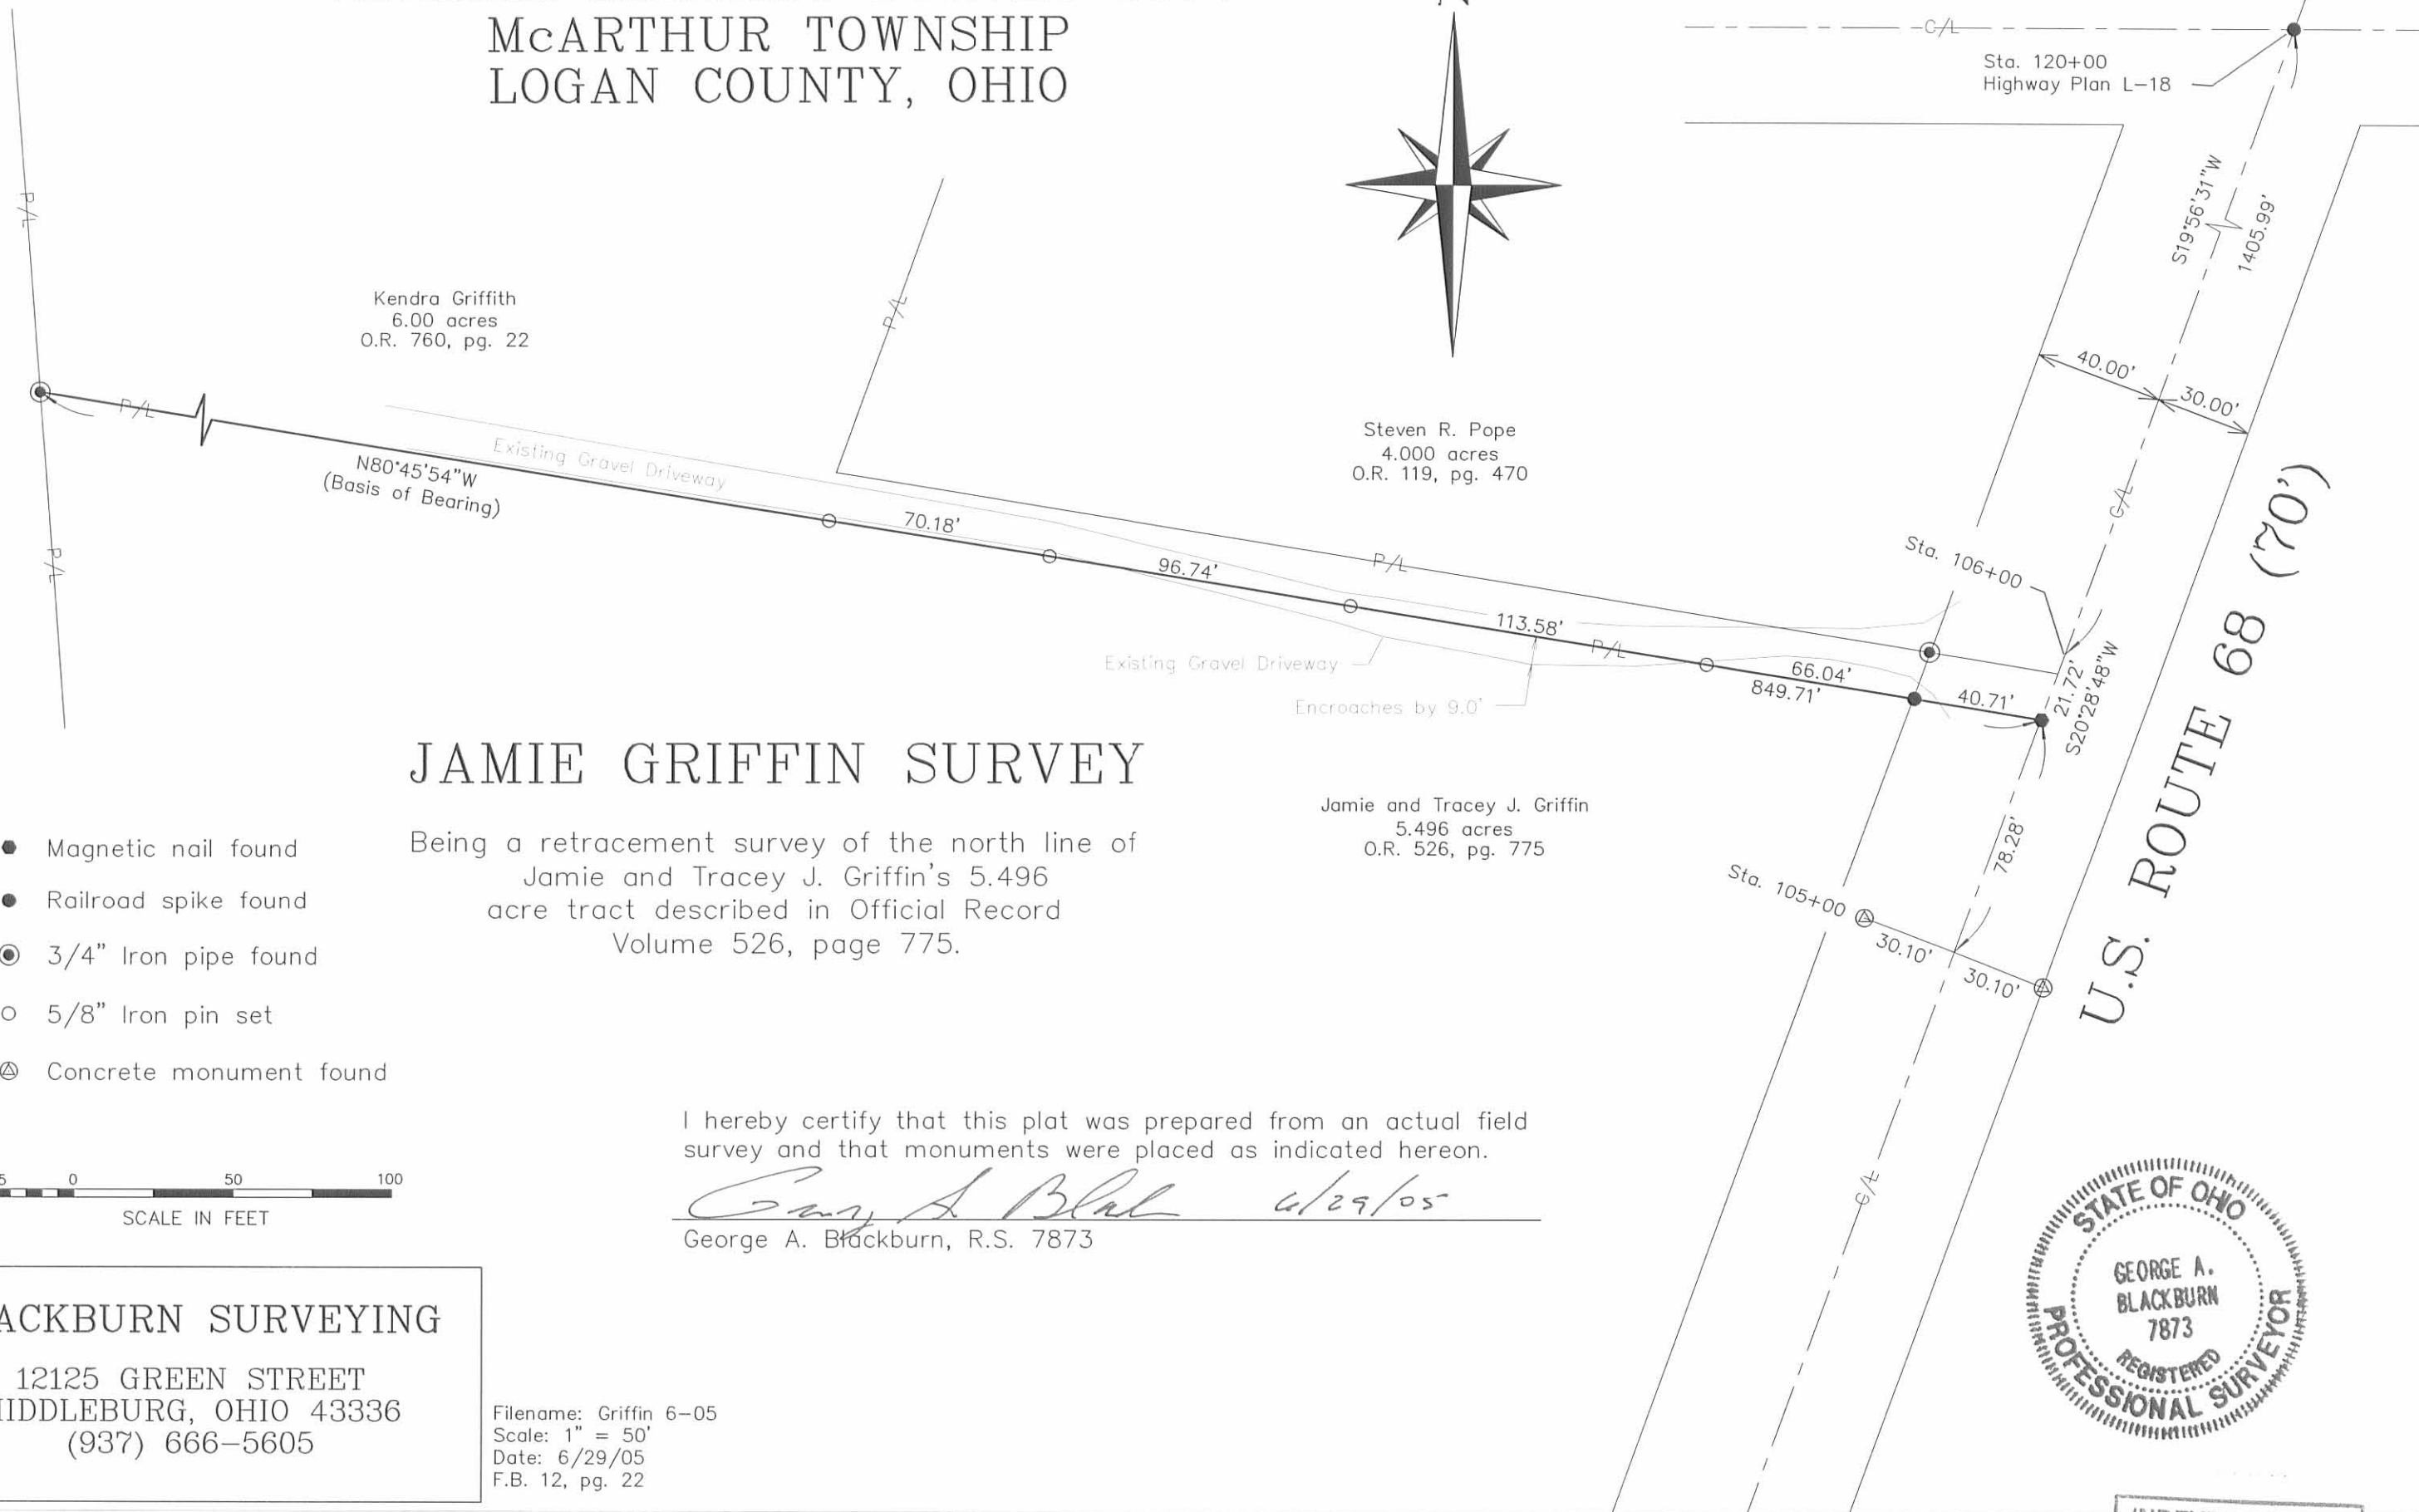 McARTHUR TOWNSHIP
LOGAN COUNTY, OHIO
N
C/L
Sta. 120+00
Highway Plan L-18
S19°56'31"W
1405.99'
P/L
Kendra Griffith
6.00 acres
O.R. 760, pg. 22
P/L
40.00'
30.00'
P/L
Steven R. Pope
4.000 acres
O.R. 119, pg. 470
Existing Gravel Driveway
N80°45'54"W
(Basis of Bearing)
70.18'
96.74'
P/L
P/L
113.58'
P/L
C/L
Sta. 106+00
Existing Gravel Driveway
Encroaches by 9.0'
66.04'
849.71'
40.71'
21.72'
S20°28'48"W
U.S. ROUTE 68 (70')
JAMIE GRIFFIN SURVEY
Being a retracement survey of the north line of
Jamie and Tracey J. Griffin's 5.496
acre tract described in Official Record
Volume 526, page 775.
Jamie and Tracey J. Griffin
5.496 acres
O.R. 526, pg. 775
78.28'
Sta. 105+00
30.10'
30.10'
C/L
Magnetic nail found
Railroad spike found
3/4" Iron pipe found
5/8" Iron pin set
Concrete monument found
5 0 50 100
SCALE IN FEET
I hereby certify that this plat was prepared from an actual field
survey and that monuments were placed as indicated hereon.
6/29/05
George A. Blackburn, R.S. 7873
ACKBURN SURVEYING
12125 GREEN STREET
IDDLEBURG, OHIO 43336
(937) 666-5605
Filename: Griffin 6-05
Scale: 1" = 50'
Date: 6/29/05
F.B. 12, pg. 22
STATE OF OHIO
GEORGE A.
BLACKBURN
7873
REGISTERED
PROFESSIONAL SURVEYOR